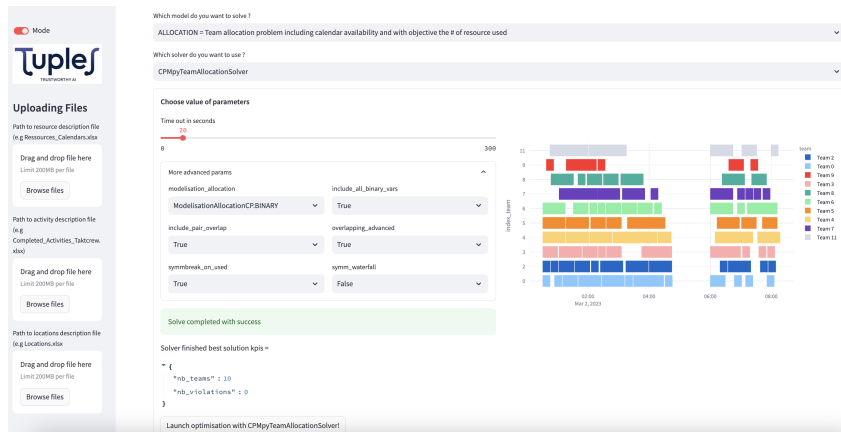 Mode
Tuples
TRUSTWORTHY AI
Uploading Files
Path to resource description file
(e.g Ressources_Calendars.xlsx
Drag and drop file here
Limit 200MB per file
Browse files
Path to activity description file
(e.g
Completed_Activities_Taktcrew.
xlsx)
Drag and drop file here
Limit 200MB per file
Browse files
Path to locations description file
(e.g Locations.xlsx
Drag and drop file here
Limit 200MB per file
Browse files
Which model do you want to solve ?
ALLOCATION = Team allocation problem including calendar availability and with objective the # of resource used
Which solver do you want to use ?
CPMpyTeamAllocationSolver
Choose value of parameters
Time out in seconds
20
0 300
More advanced params
modelisation_allocation include_all_binary_vars
ModelisationAllocationCP.BINARY True
include_pair_overlap overlapping_advanced
True True
symmbreak_on_used symm_waterfall
True False
Solve completed with success
Solver finished best solution kpis =
{
"nb_teams" : 10
"nb_violations" : 0
}
Launch optimisation with CPMpyTeamAllocationSolver!
index_team
11
9
8
7
6
5
4
3
2
0
02:00 04:00 06:00 08:00
Mar 2, 2023
team
Team 2
Team 0
Team 9
Team 3
Team 8
Team 6
Team 5
Team 4
Team 7
Team 11